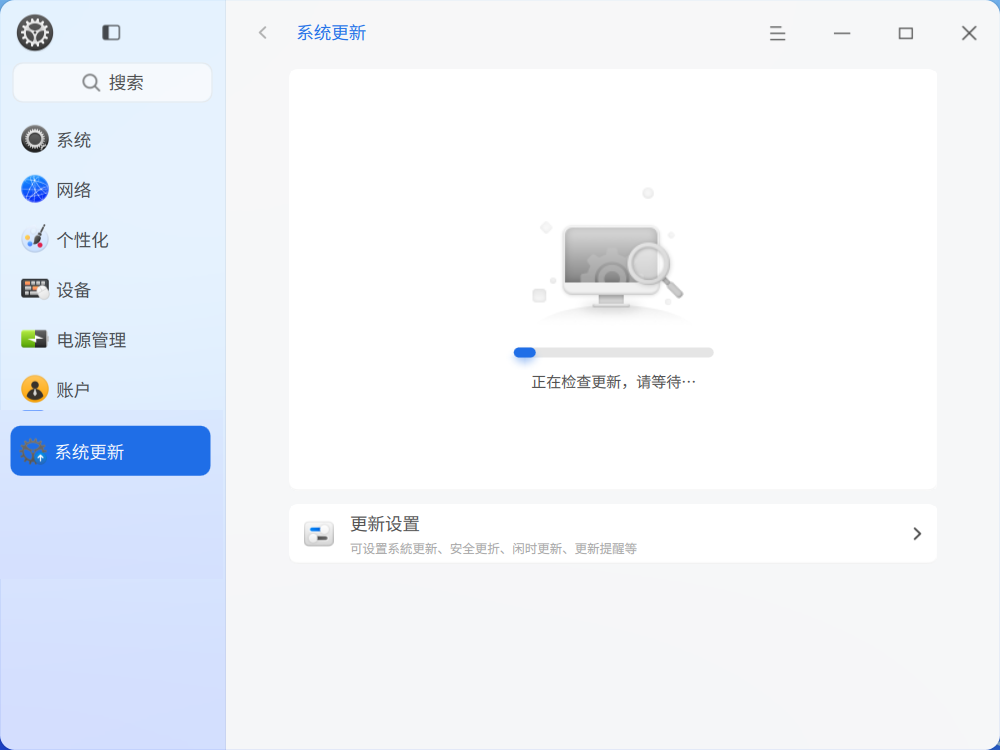 系统更新
搜索
系统
网络
个性化
设备
电源管理
账户
系统更新
正在检查更新，请等待…
更新设置
可设置系统更新、安全更折、闲时更新、更新提醒等